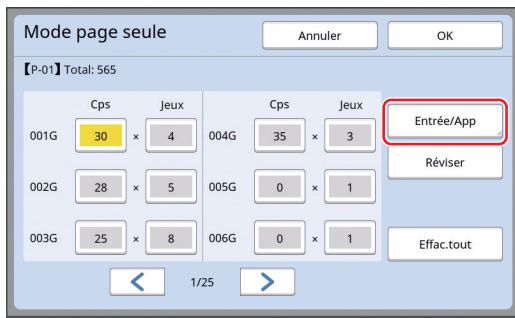 Mode page seule Annuler OK
【P-01】Total: 565
Cps Jeux Cps Jeux
001G 30 × 4 004G 35 × 3 Entrée/App
Réviser
002G 28 × 5 005G 0 × 1
003G 25 × 8 006G 0 × 1 Effac.tout
1/25